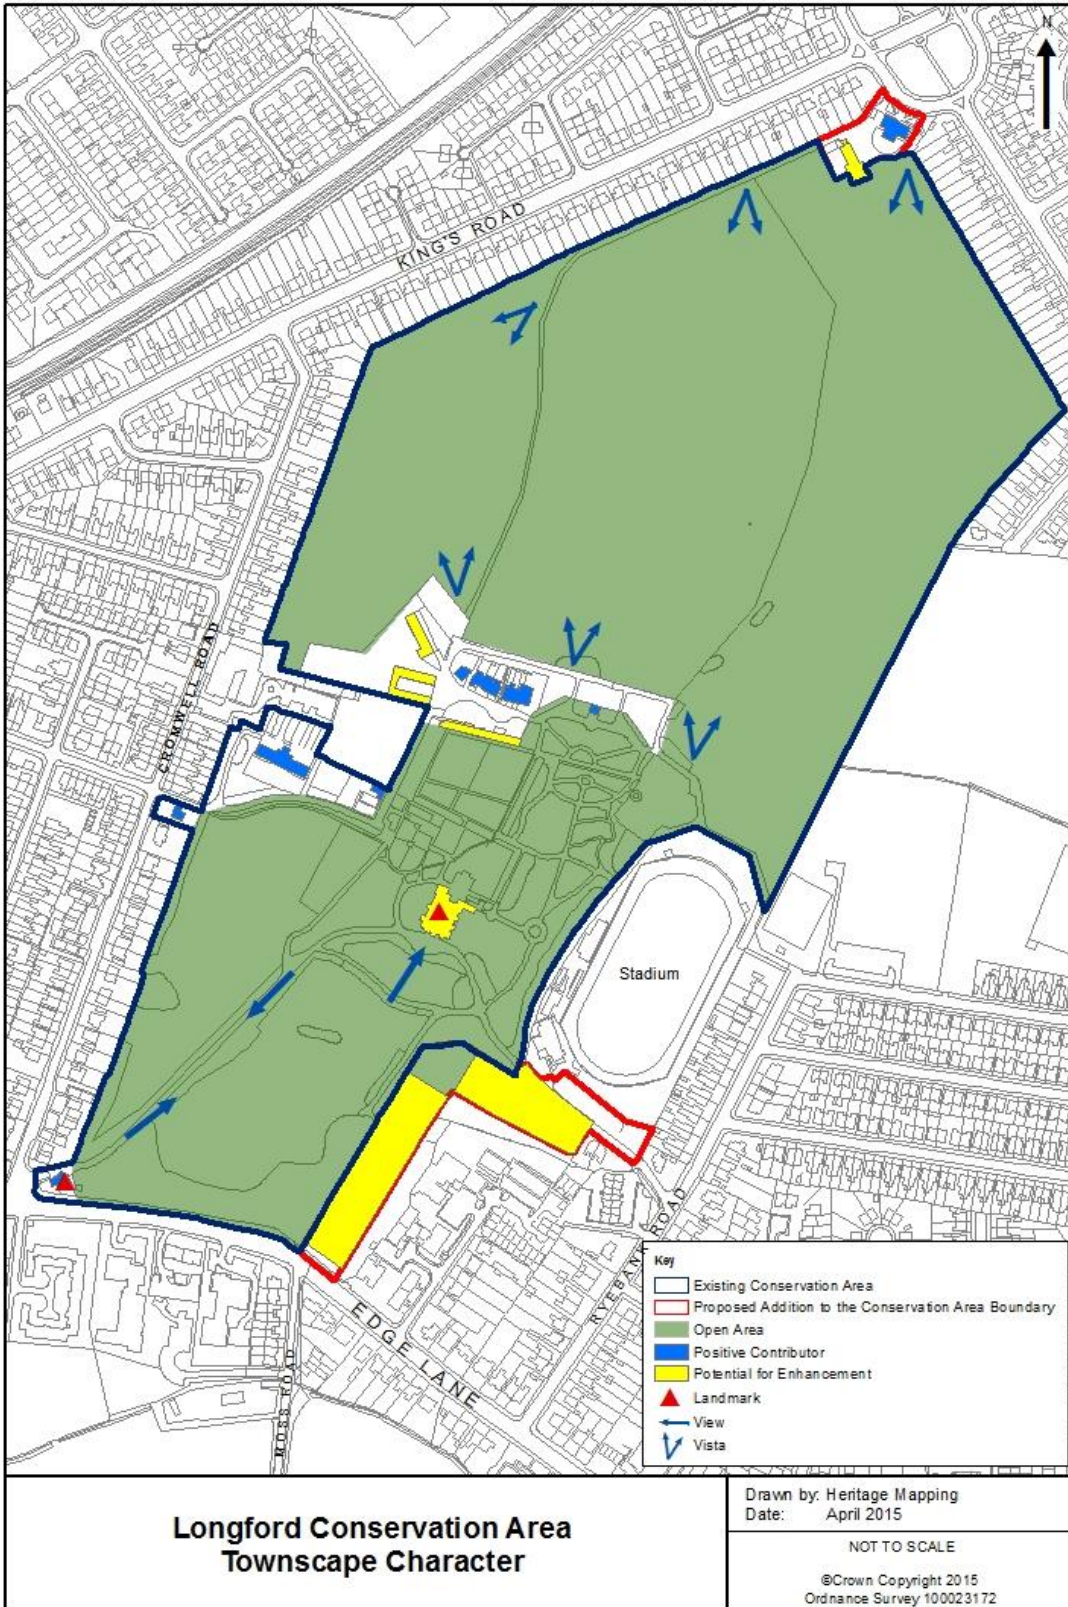 N
KING'S ROAD
CROMWELL ROAD
Stadium
RYEBANK ROAD
EDGE LANE
MOSS ROAD
Key
Existing Conservation Area
Proposed Addition to the Conservation Area Boundary
Open Area
Positive Contributor
Potential for Enhancement
Landmark
View
Vista
Longford Conservation Area
Townscape Character
Drawn by: Heritage Mapping
Date: April 2015
NOT TO SCALE
©Crown Copyright 2015
Ordnance Survey 100023172